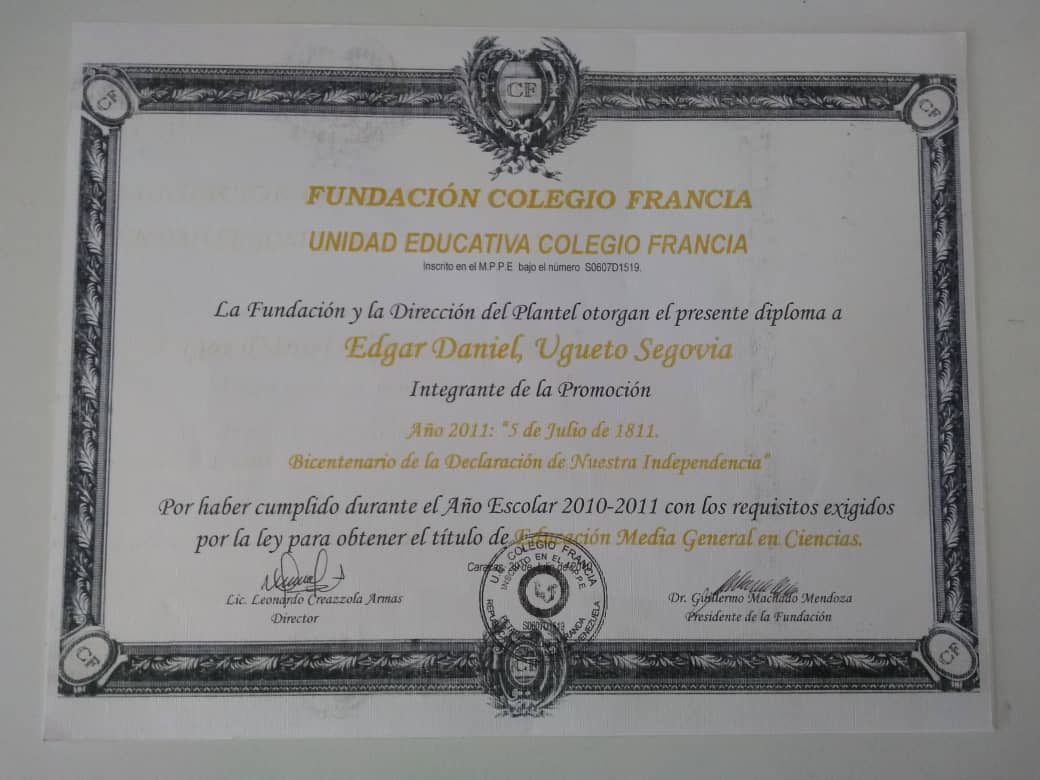 CF
CF
CF
FUNDACIÓN COLEGIO FRANCIA
UNIDAD EDUCATIVA COLEGIO FRANCIA
Inscrito en el M.P.P.E bajo el número S0607D1519.
La Fundación y la Dirección del Plantel otorgan el presente diploma a
Edgar Daniel, Ugueto Segovia
Integrante de la Promoción
Año 2011: "5 de Julio de 1811.
Bicentenario de la Declaración de Nuestra Independencia"
Por haber cumplido durante el Año Escolar 2010-2011 con los requisitos exigidos
por la ley para obtener el título de Educación Media General en Ciencias.
Caracas, 29 de Julio de 2011
U.E. COLEGIO FRANCIA
INSCRITO EN EL M.P.P.E
S0607D1519
VENEZUELA
Lic. Leonardo Creazzola Armas
Director
Dr. Guillermo Machado Mendoza
Presidente de la Fundación
CF
CF
CF